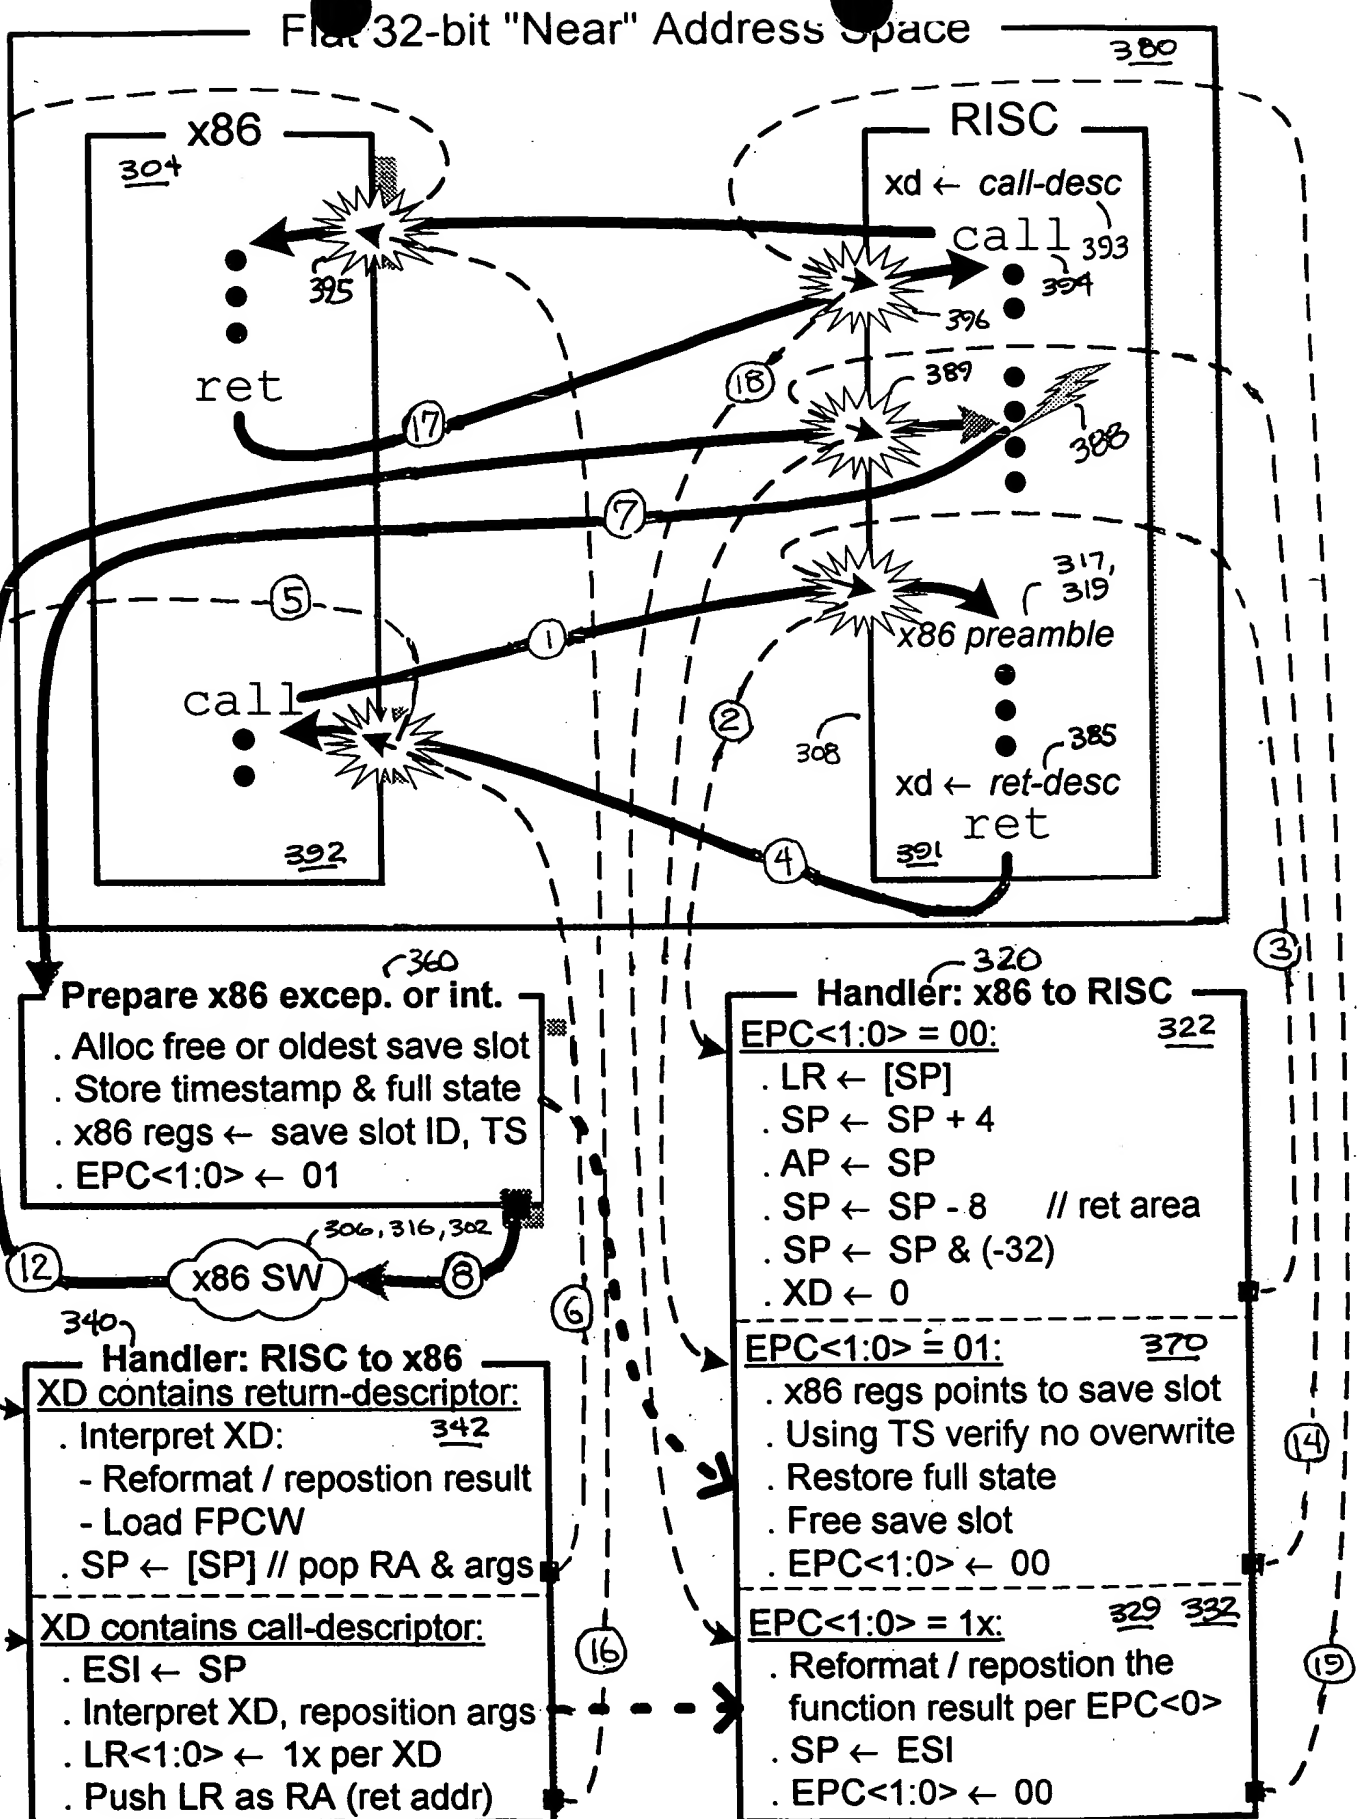 Flat 32-bit "Near" Address Space
380
x86
304
RISC
xd ← call-desc
call
393
394
395
396
ret
18
389
17
388
7
5
1
317,
319
x86 preamble
call
2
308
385
xd ← ret-desc
ret
392
4
391
3
360
Prepare x86 excep. or int.
. Alloc free or oldest save slot
. Store timestamp & full state
. x86 regs ← save slot ID, TS
. EPC<1:0> ← 01
306, 316, 302
12
x86 SW
8
6
320
Handler: x86 to RISC
EPC<1:0> = 00:
322
. LR ← [SP]
. SP ← SP + 4
. AP ← SP
. SP ← SP - 8 // ret area
. SP ← SP & (-32)
. XD ← 0
EPC<1:0> = 01:
370
. x86 regs points to save slot
. Using TS verify no overwrite
. Restore full state
. Free save slot
. EPC<1:0> ← 00
14
EPC<1:0> = 1x:
329 332
. Reformat / repostion the
function result per EPC<0>
. SP ← ESI
. EPC<1:0> ← 00
19
340
Handler: RISC to x86
XD contains return-descriptor:
. Interpret XD:
342
- Reformat / repostion result
- Load FPCW
. SP ← [SP] // pop RA & args
XD contains call-descriptor:
. ESI ← SP
16
. Interpret XD, reposition args
. LR<1:0> ← 1x per XD
. Push LR as RA (ret addr)